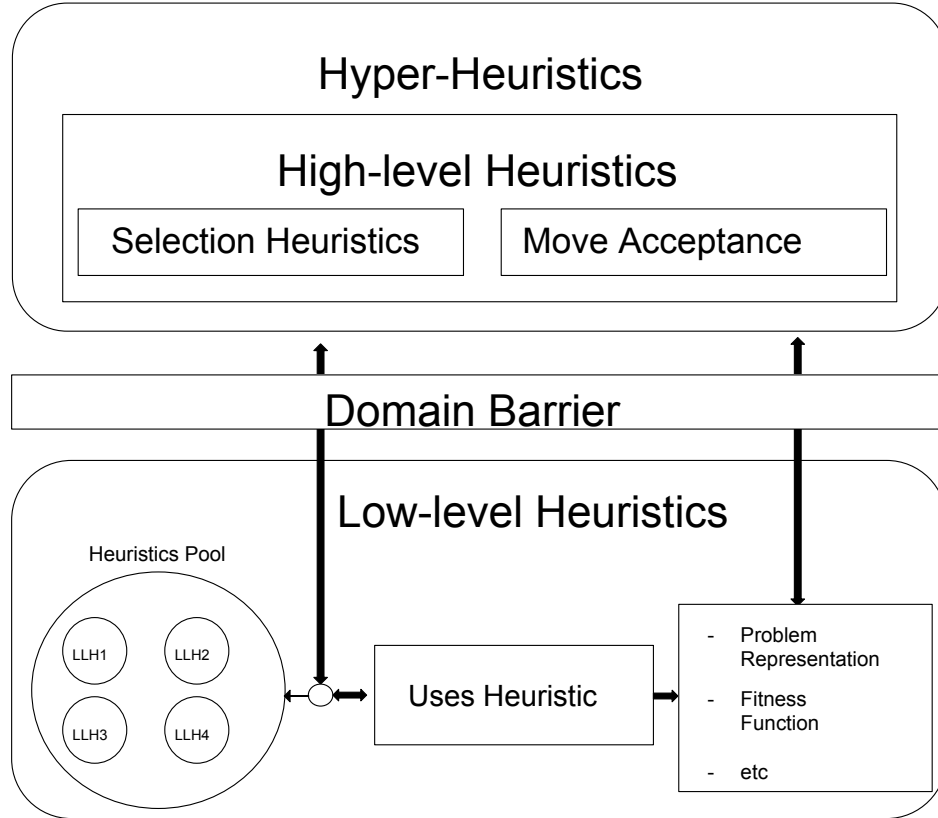 Hyper-Heuristics
High-level Heuristics
Selection Heuristics
Move Acceptance
Domain Barrier
Low-level Heuristics
Heuristics Pool
LLH1
LLH2
LLH3
LLH4
Uses Heuristic
- Problem
Representation
- Fitness
Function
- etc